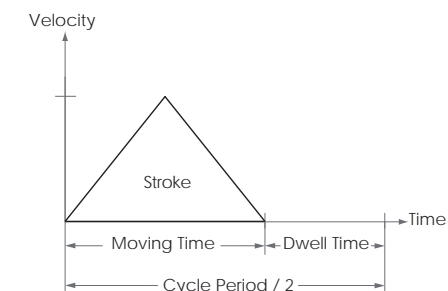 Velocity
Stroke
Time
Moving Time
Dwell Time
Cycle Period / 2